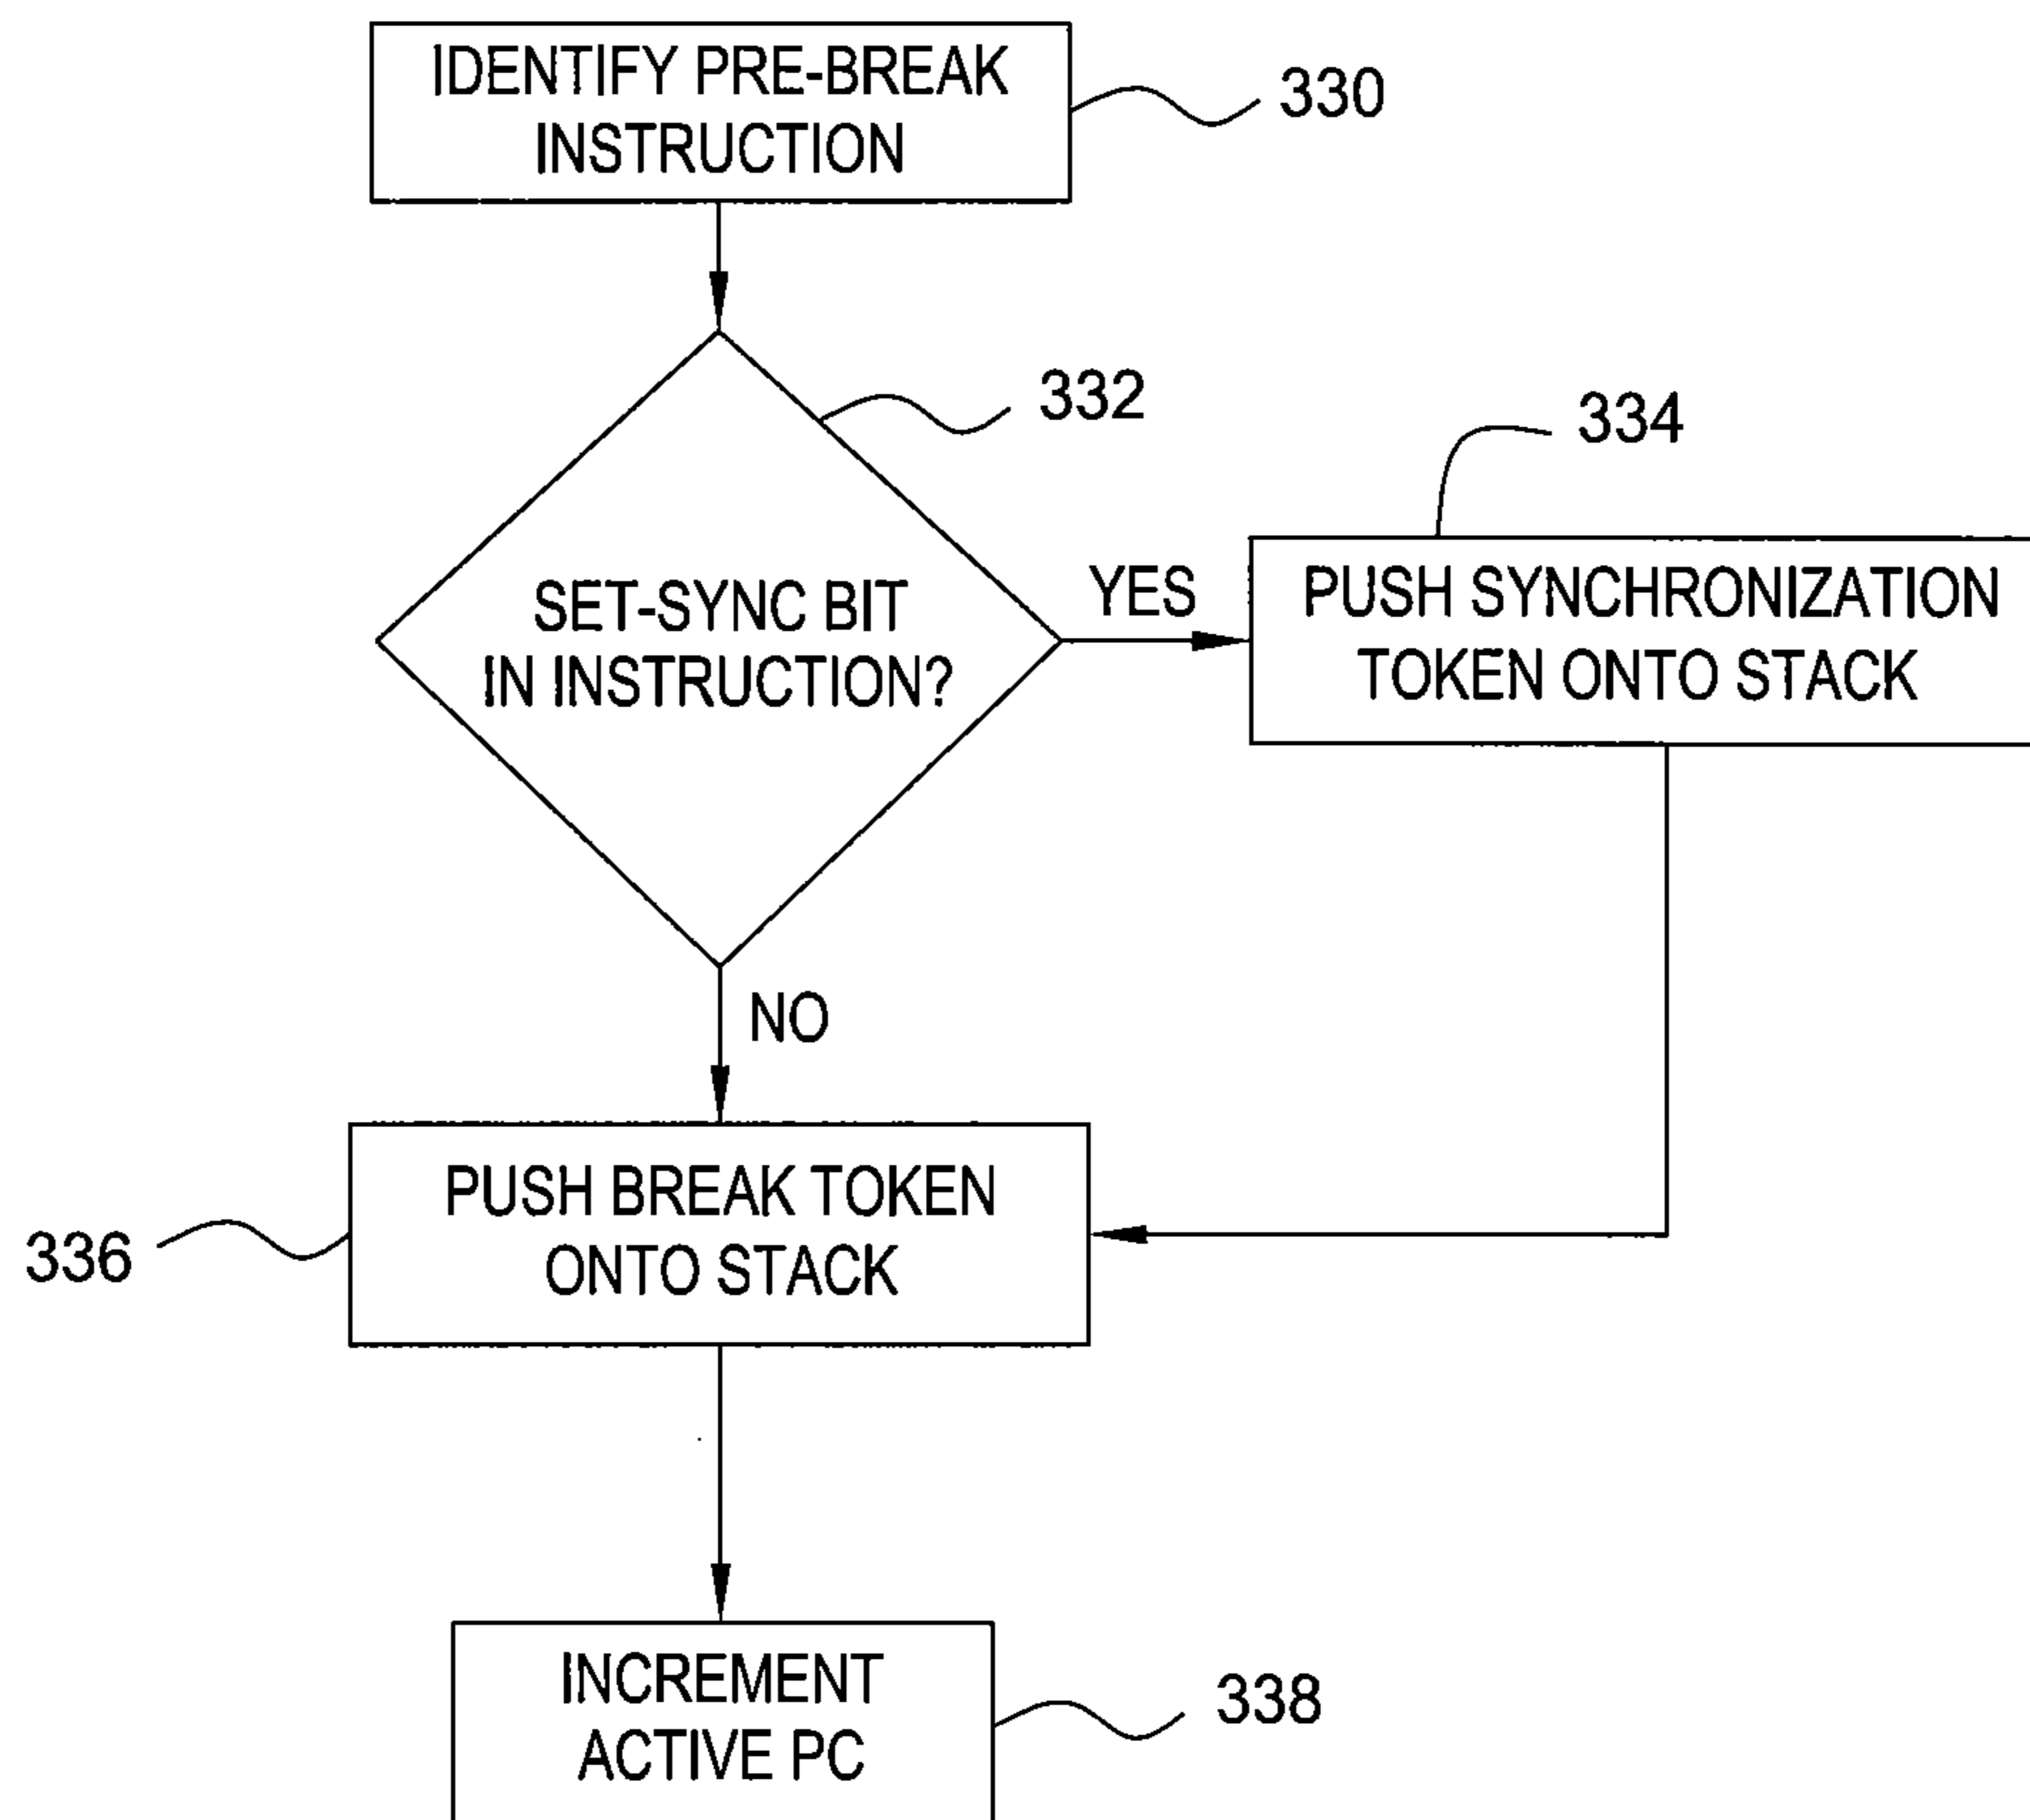 IDENTIFY PRE-BREAK
INSTRUCTION
330
332
SET-SYNC BIT
IN INSTRUCTION?
YES
334
PUSH SYNCHRONIZATION
TOKEN ONTO STACK
NO
336
PUSH BREAK TOKEN
ONTO STACK
INCREMENT
ACTIVE PC
338